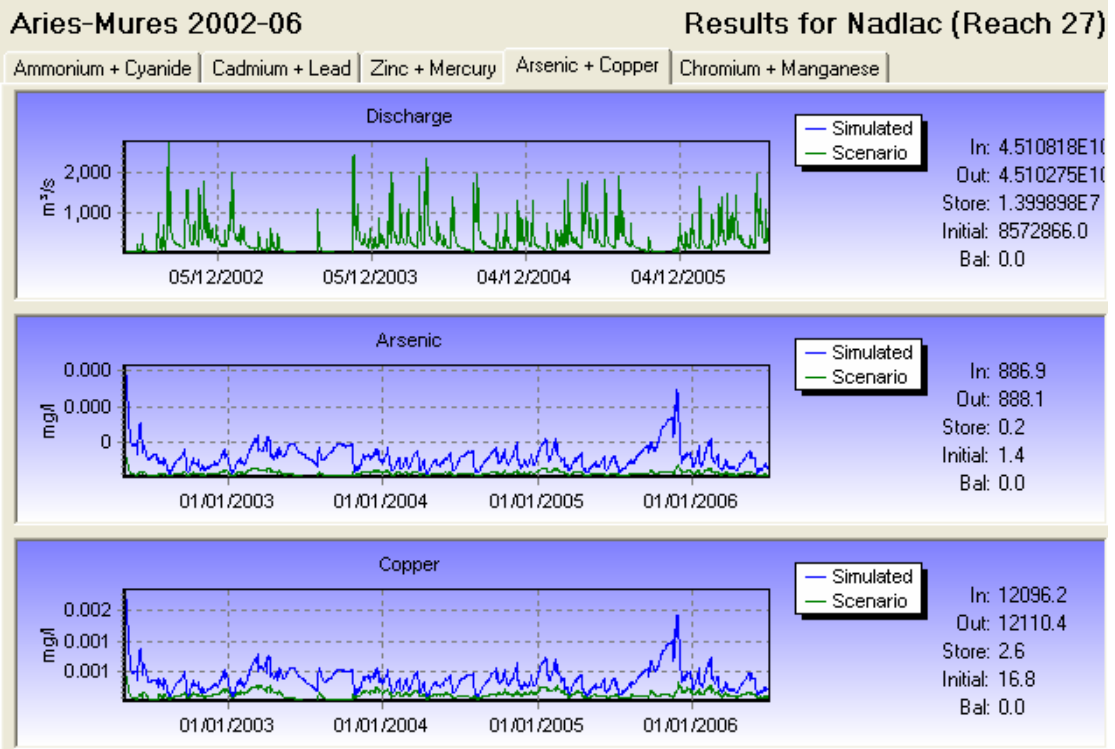 Aries-Mures 2002-06
Results for Nadlac (Reach 27)
Ammonium + Cyanide
Cadmium + Lead
Zinc + Mercury
Arsenic + Copper
Chromium + Manganese
Discharge
m³/s
2,000
1,000
05/12/2002
05/12/2003
04/12/2004
04/12/2005
Simulated
Scenario
In: 4.510818E10
Out: 4.510275E10
Store: 1.399898E7
Initial: 8572866.0
Bal: 0.0
Arsenic
mg/l
0.000
0.000
0
01/01/2003
01/01/2004
01/01/2005
01/01/2006
Simulated
Scenario
In: 886.9
Out: 888.1
Store: 0.2
Initial: 1.4
Bal: 0.0
Copper
mg/l
0.002
0.001
0.001
01/01/2003
01/01/2004
01/01/2005
01/01/2006
Simulated
Scenario
In: 12096.2
Out: 12110.4
Store: 2.6
Initial: 16.8
Bal: 0.0